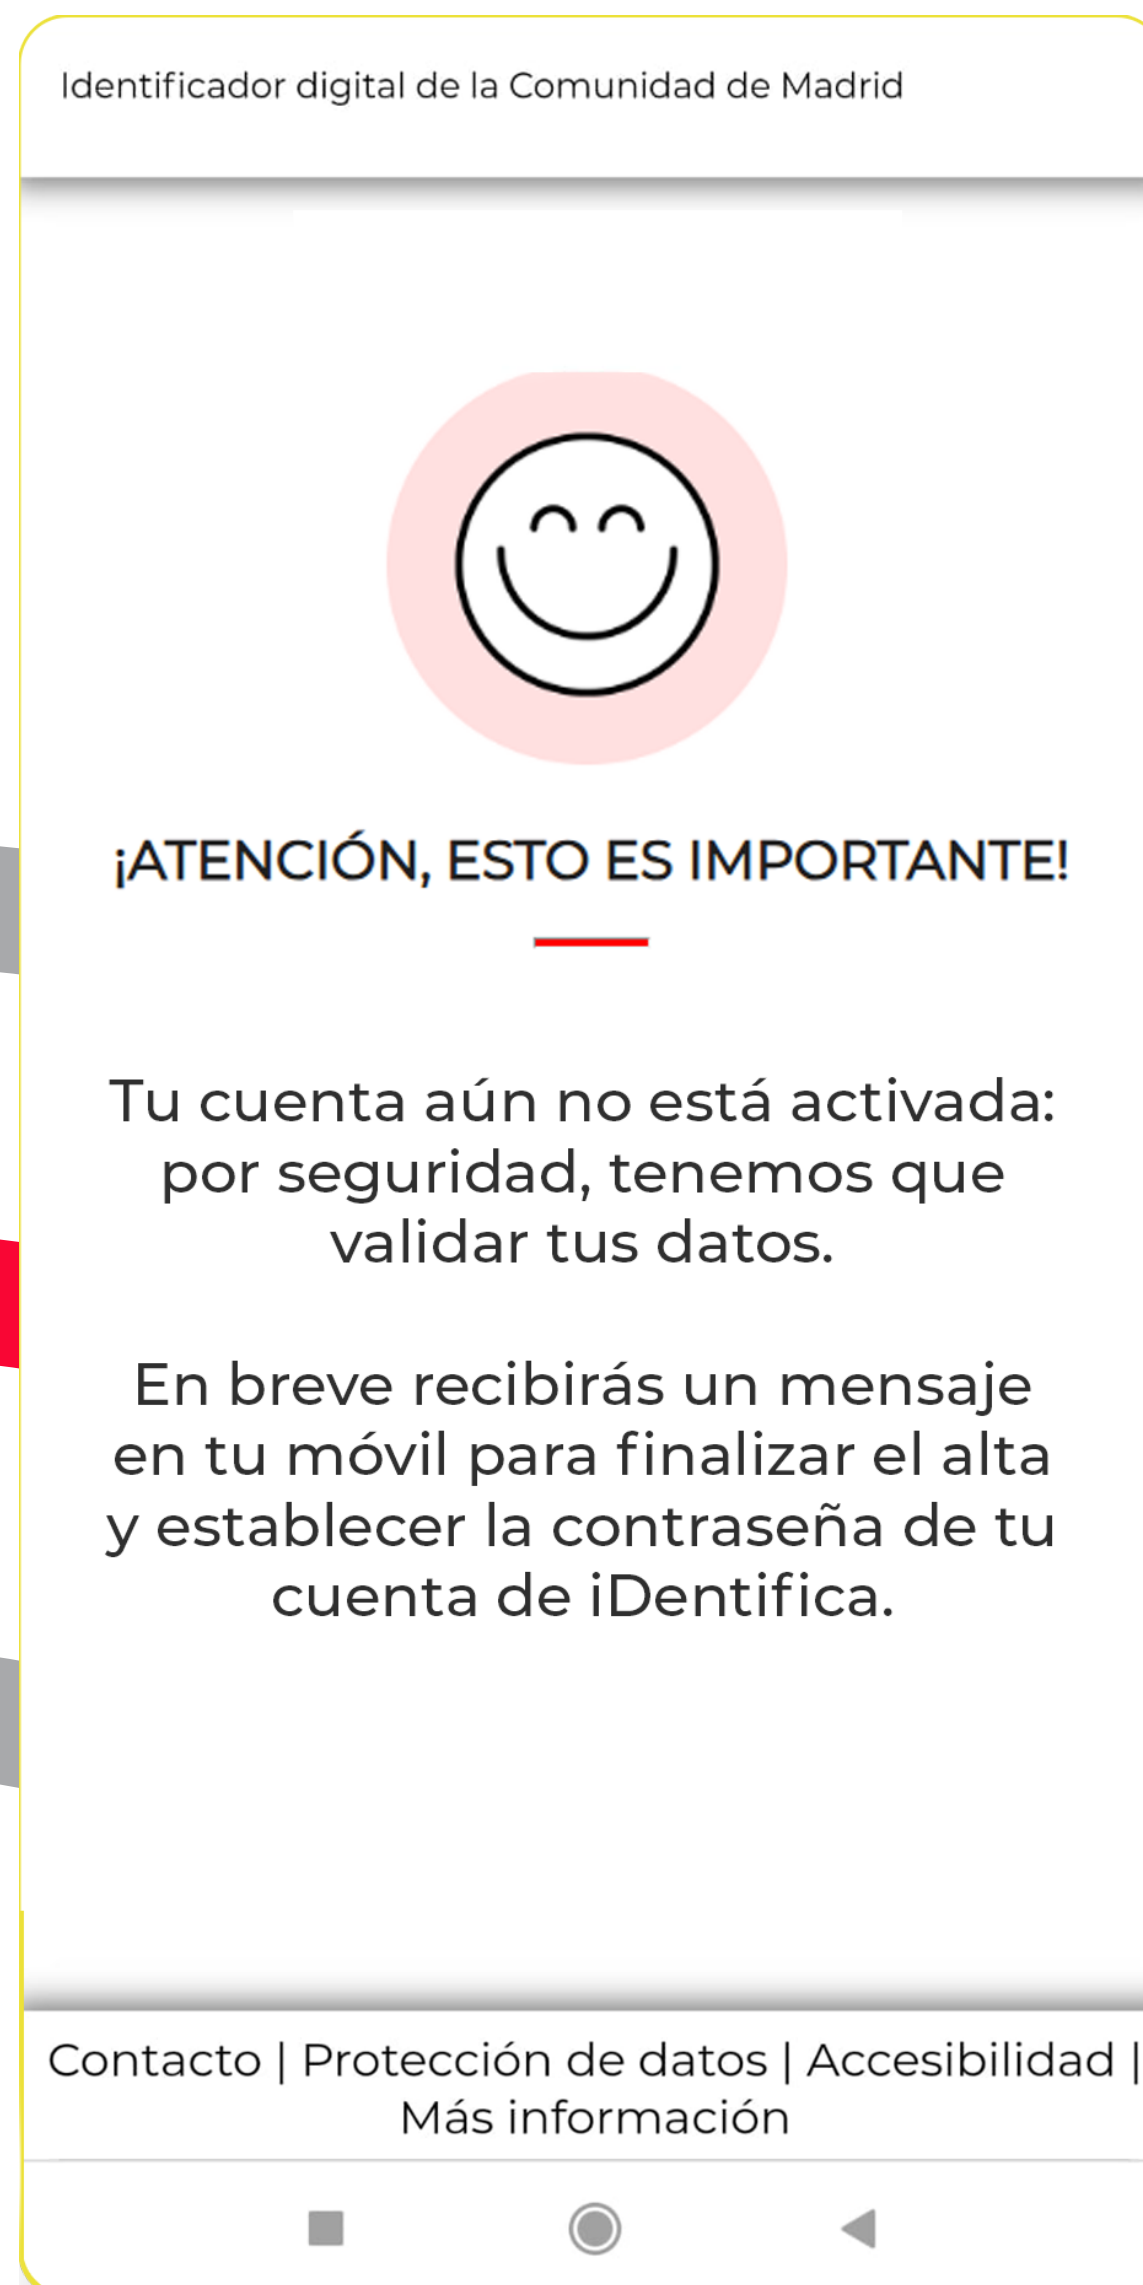 Identificador digital de la Comunidad de Madrid
¡ATENCIÓN, ESTO ES IMPORTANTE!
Tu cuenta aún no está activada:
por seguridad, tenemos que
validar tus datos.
En breve recibirás un mensaje
en tu móvil para finalizar el alta
y establecer la contraseña de tu
cuenta de iDentifica.
Contacto | Protección de datos | Accesibilidad |
Más información